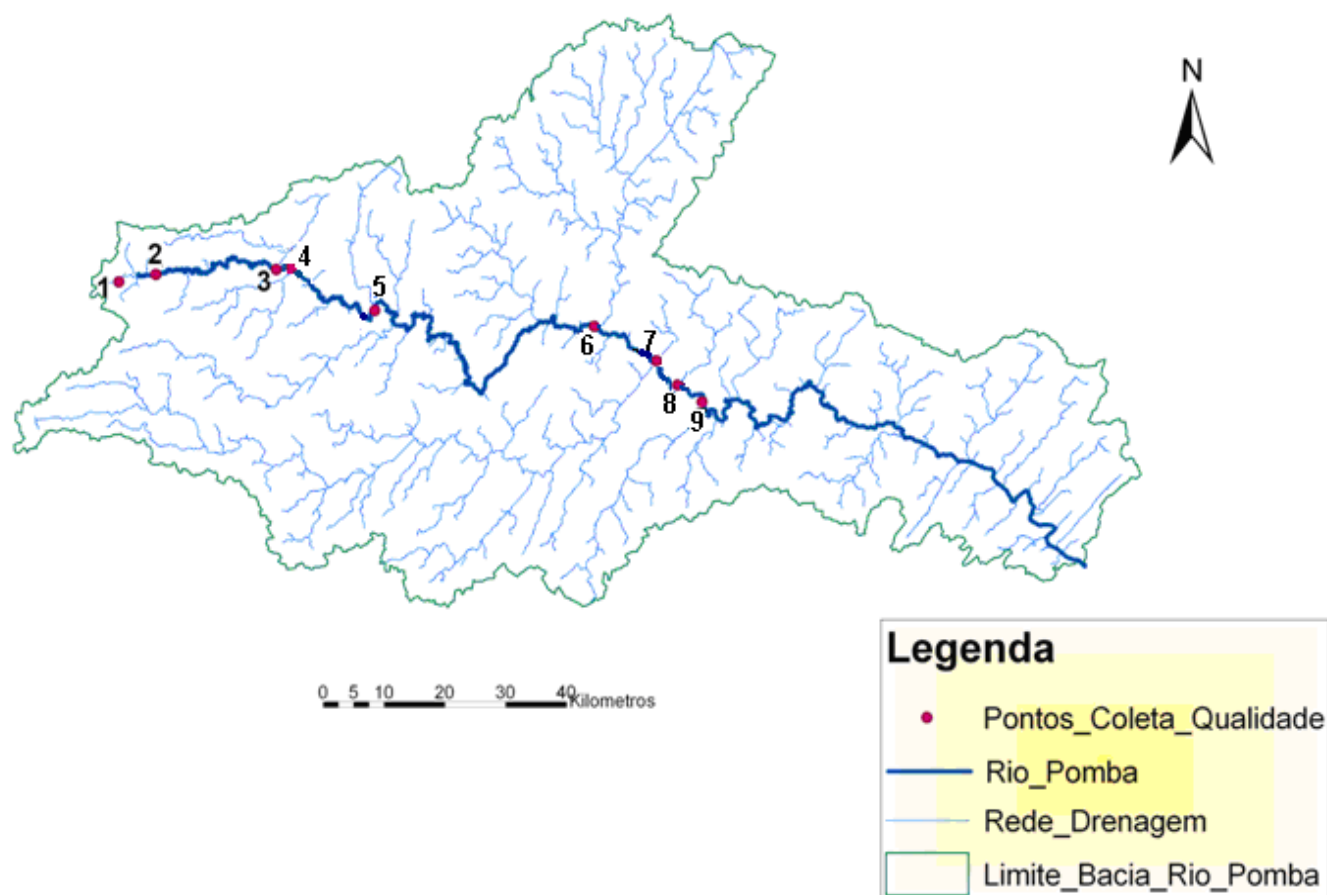 N
1
2
3
4
5
6
7
8
9
0 5 10 20 30 40
Kilometros
Legenda
Pontos_Coleta_Qualidade
Rio_Pomba
Rede_Drenagem
Limite_Bacia_Rio_Pomba